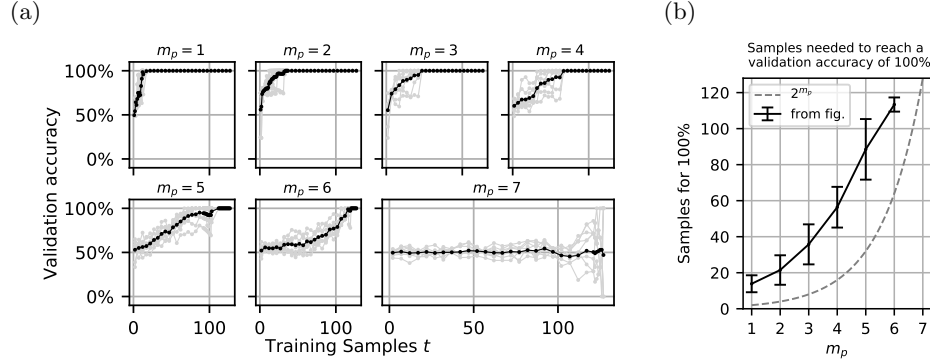 (a)
(b)
m_p = 1
m_p = 2
m_p = 3
m_p = 4
100%
50%
0%
m_p = 5
m_p = 6
m_p = 7
100%
50%
0%
Validation accuracy
0
100
0
100
0
50
100
Training Samples t
Samples needed to reach a
validation accuracy of 100%
2^{m_p}
from fig.
120
100
80
60
40
20
0
Samples for 100%
1 2 3 4 5 6 7
m_p